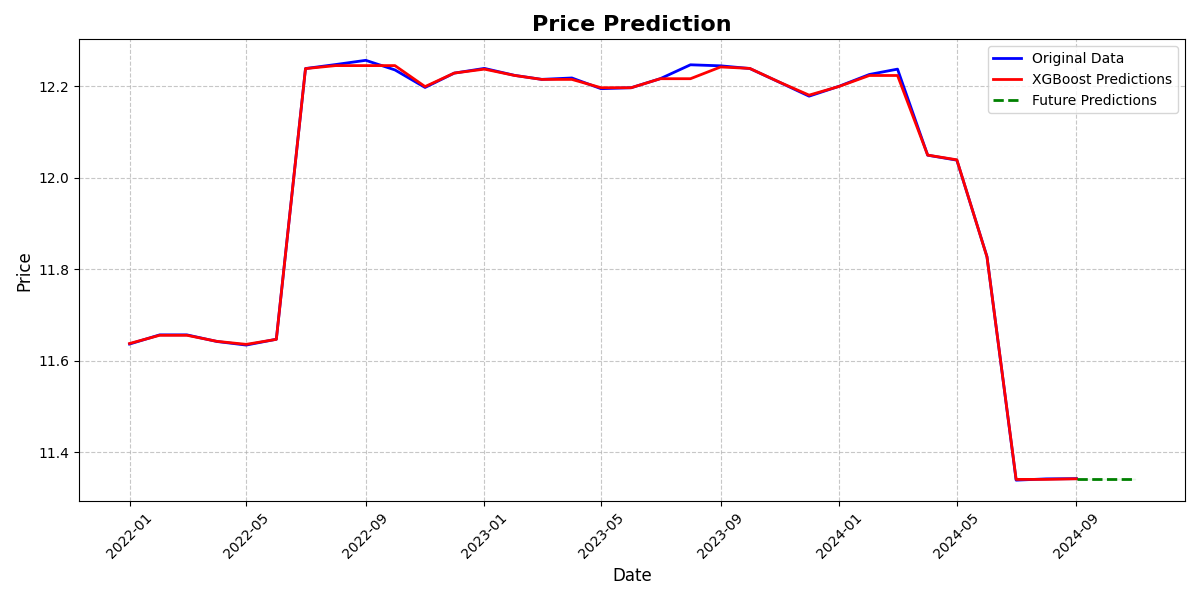 Price Prediction
Original Data
XGBoost Predictions
Future Predictions
Price
12.2
12.0
11.8
11.6
11.4
2022-01
2022-05
2022-09
2023-01
2023-05
2023-09
2024-01
2024-05
2024-09
Date